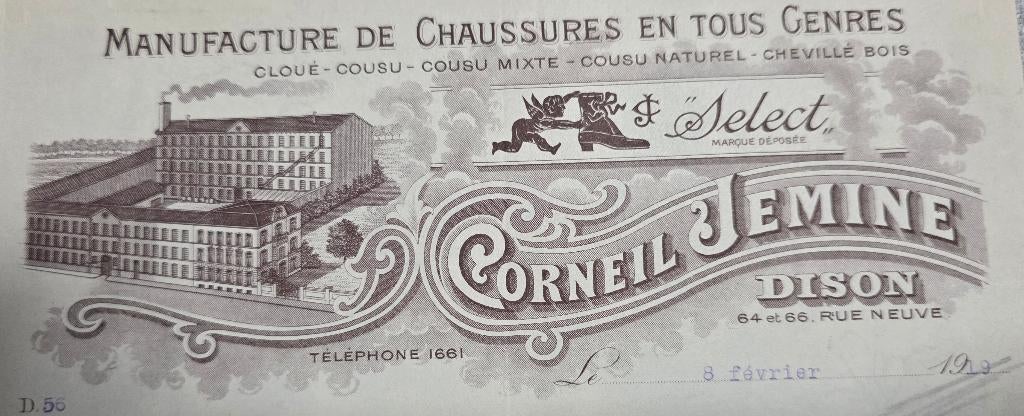 MANUFACTURE DE CHAUSSURES EN TOUS GENRES
CLOUÉ - COUSU - COUSU MIXTE - COUSU NATUREL - CHEVILLÉ BOIS
"Select„
MARQUE DÉPOSÉE
CORNEIL JEMINE
DISON
64 et 66. RUE NEUVE
TÉLÉPHONE 1661
Le 8 février 1919
D. 56